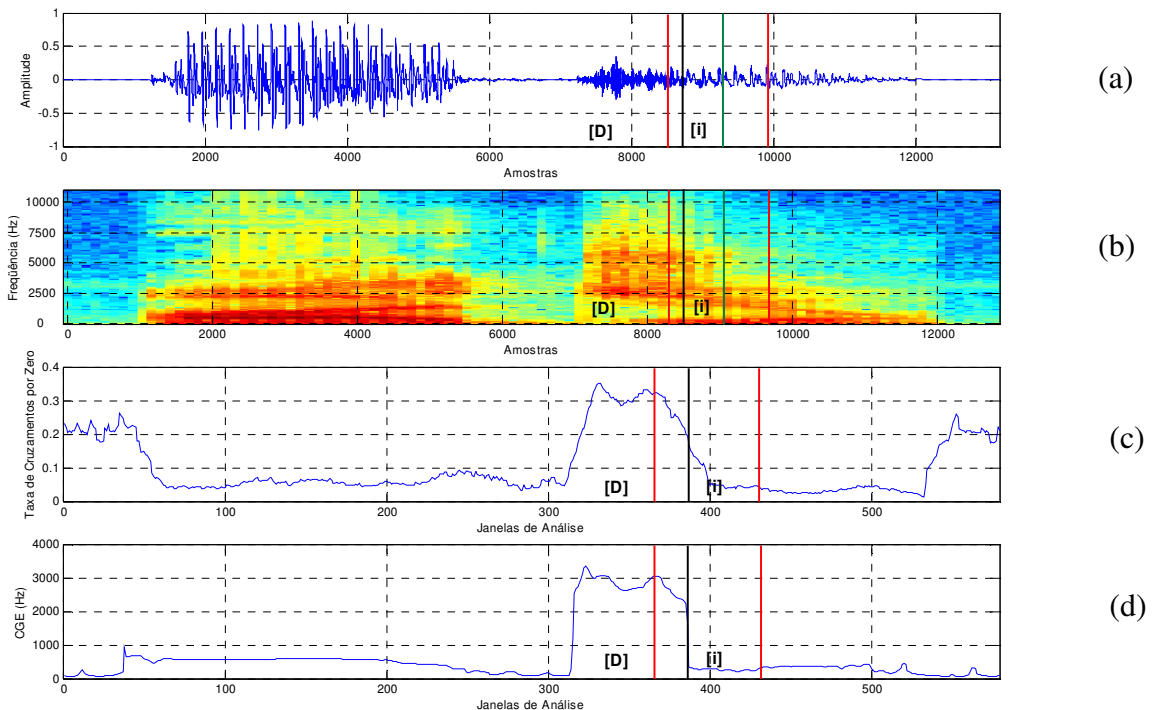 1
0.5
0
-0.5
-1
Amplitude
0 2000 4000 6000 8000 10000 12000
Amostras
[D] [i]
(a)
10000
7500
5000
2500
0
Freqüência (Hz)
0 2000 4000 6000 8000 10000 12000
Amostras
[D] [i]
(b)
0.4
0.3
0.2
0.1
0
Taxa de Cruzamentos por Zero
0 100 200 300 400 500
Janelas de Análise
[D] [i]
(c)
4000
3000
2000
1000
0
CGE (Hz)
0 100 200 300 400 500
Janelas de Análise
[D] [i]
(d)